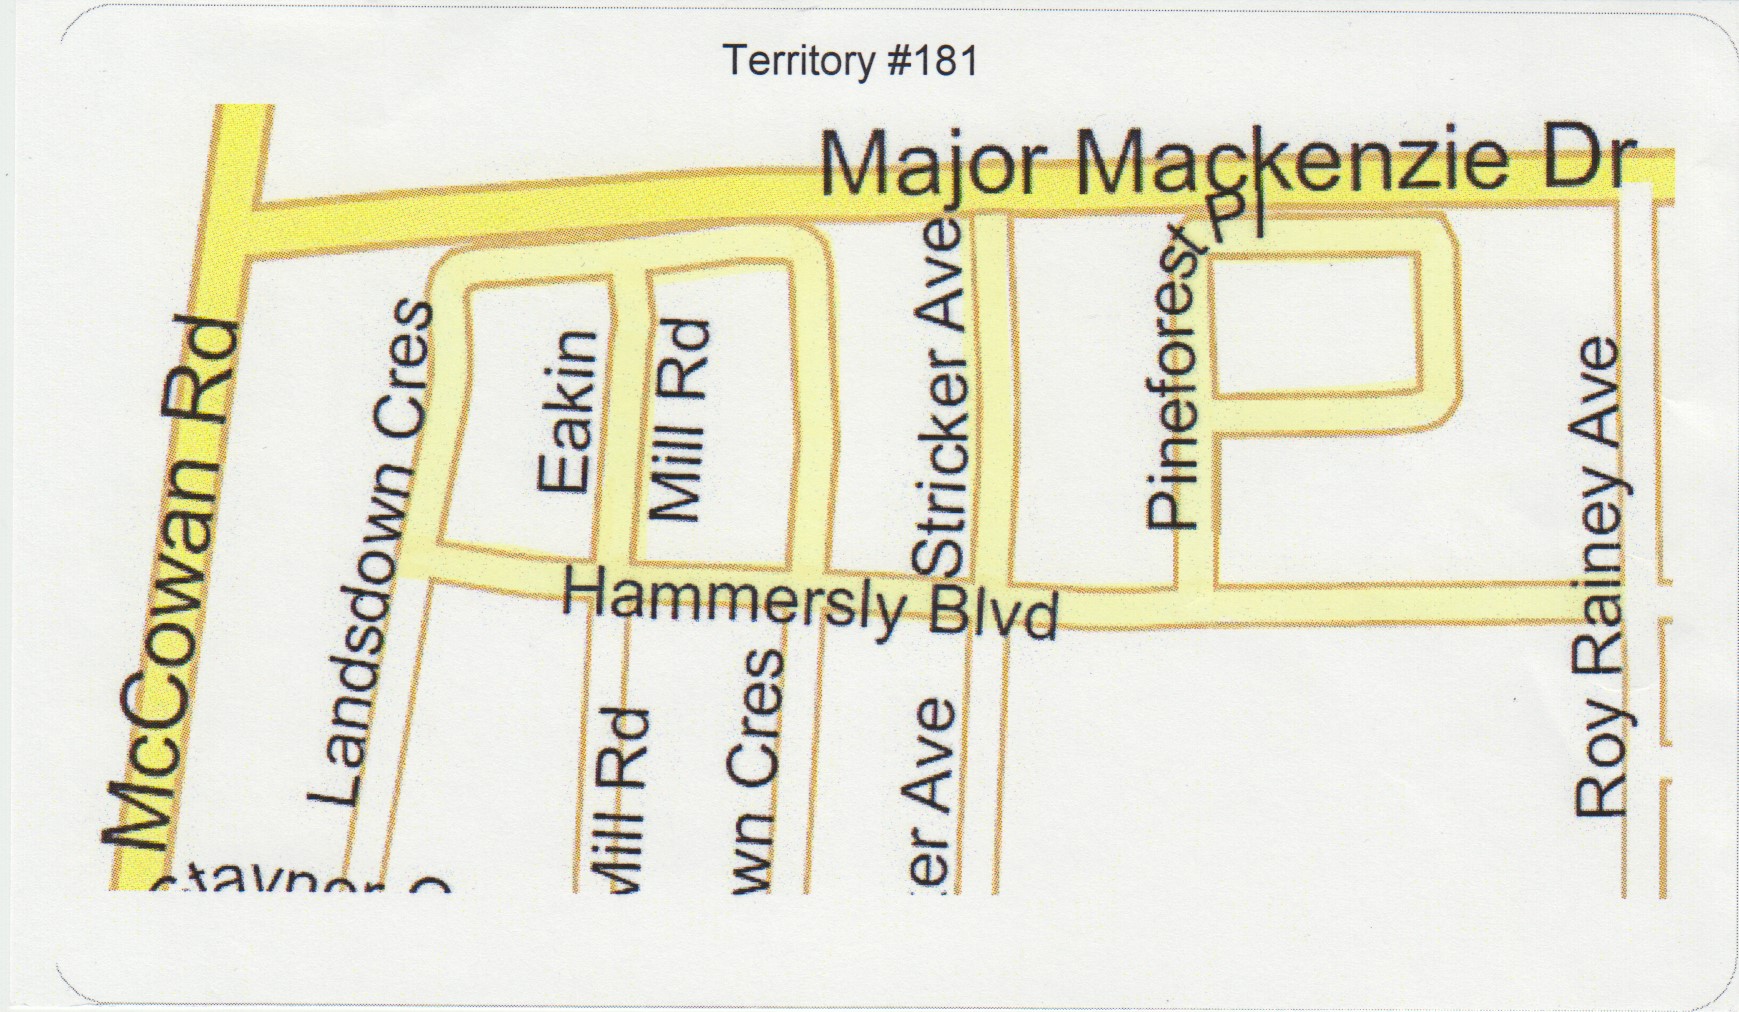 Territory #181
Major Mackenzie Dr
McCowan Rd
Landsdown Cres
Eakin
Mill Rd
Stricker Ave
Pineforest Pl
Roy Rainey Ave
Hammersly Blvd
Mill Rd
wn Cres
er Ave